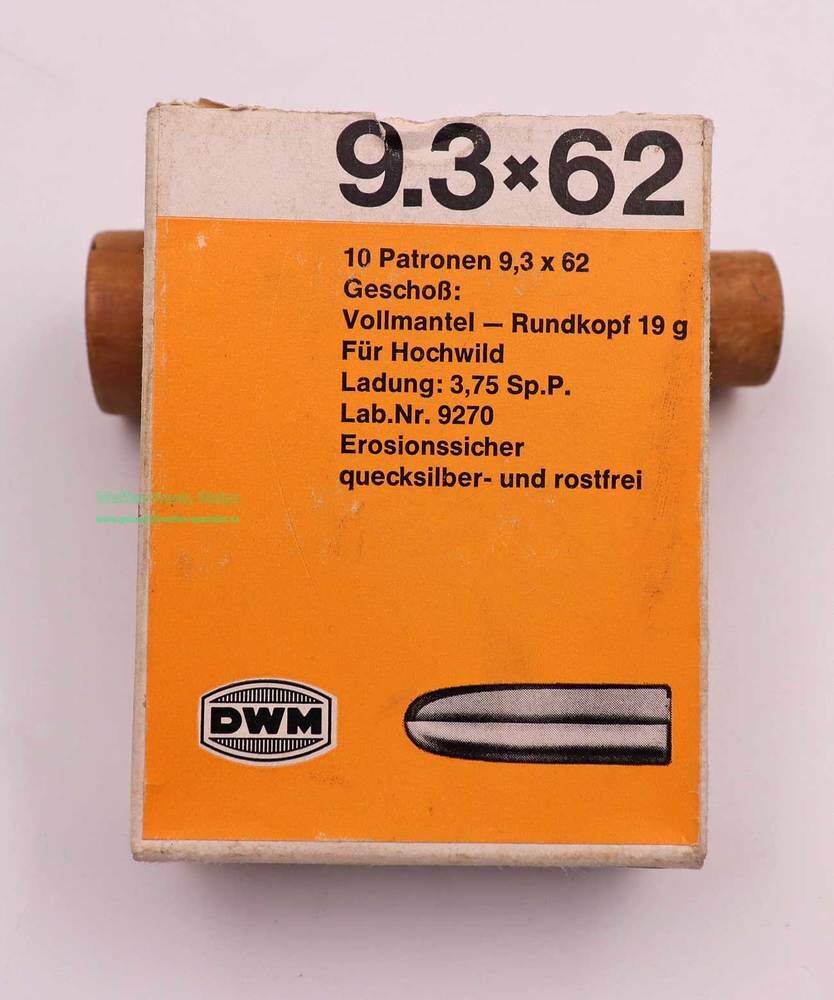 9.3×62
10 Patronen 9,3 x 62
Geschoß:
Vollmantel — Rundkopf 19 g
Für Hochwild
Ladung: 3,75 Sp.P.
Lab.Nr. 9270
Erosionssicher
quecksilber- und rostfrei
DWM